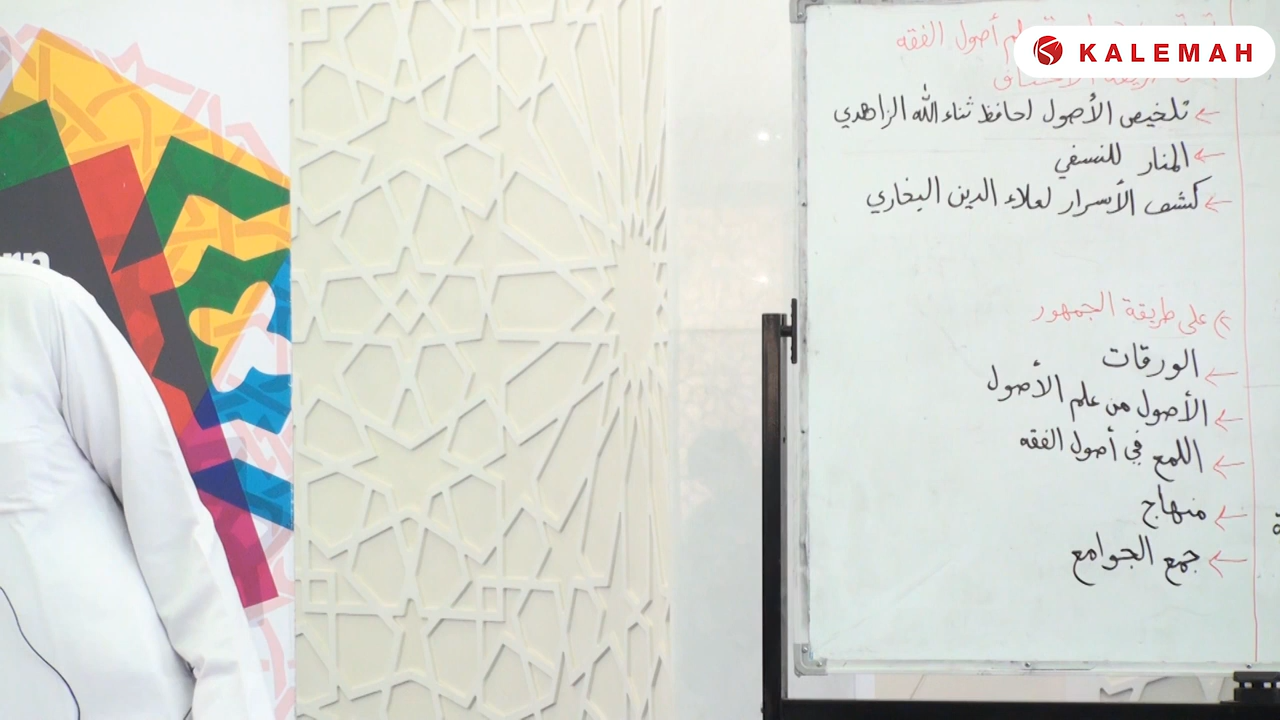 KALEMAH
أصول الفقه
← تلخيص الأصول لحافظ ثناء الله الزاهدي
← المنار للنسفي
← كشف الأسرار لعلاء الدين البخاري
على طريقة الجمهور
← الورقات
← الأصول من علم الأصول
← اللمع في أصول الفقه
← منهاج
← جمع الجوامع